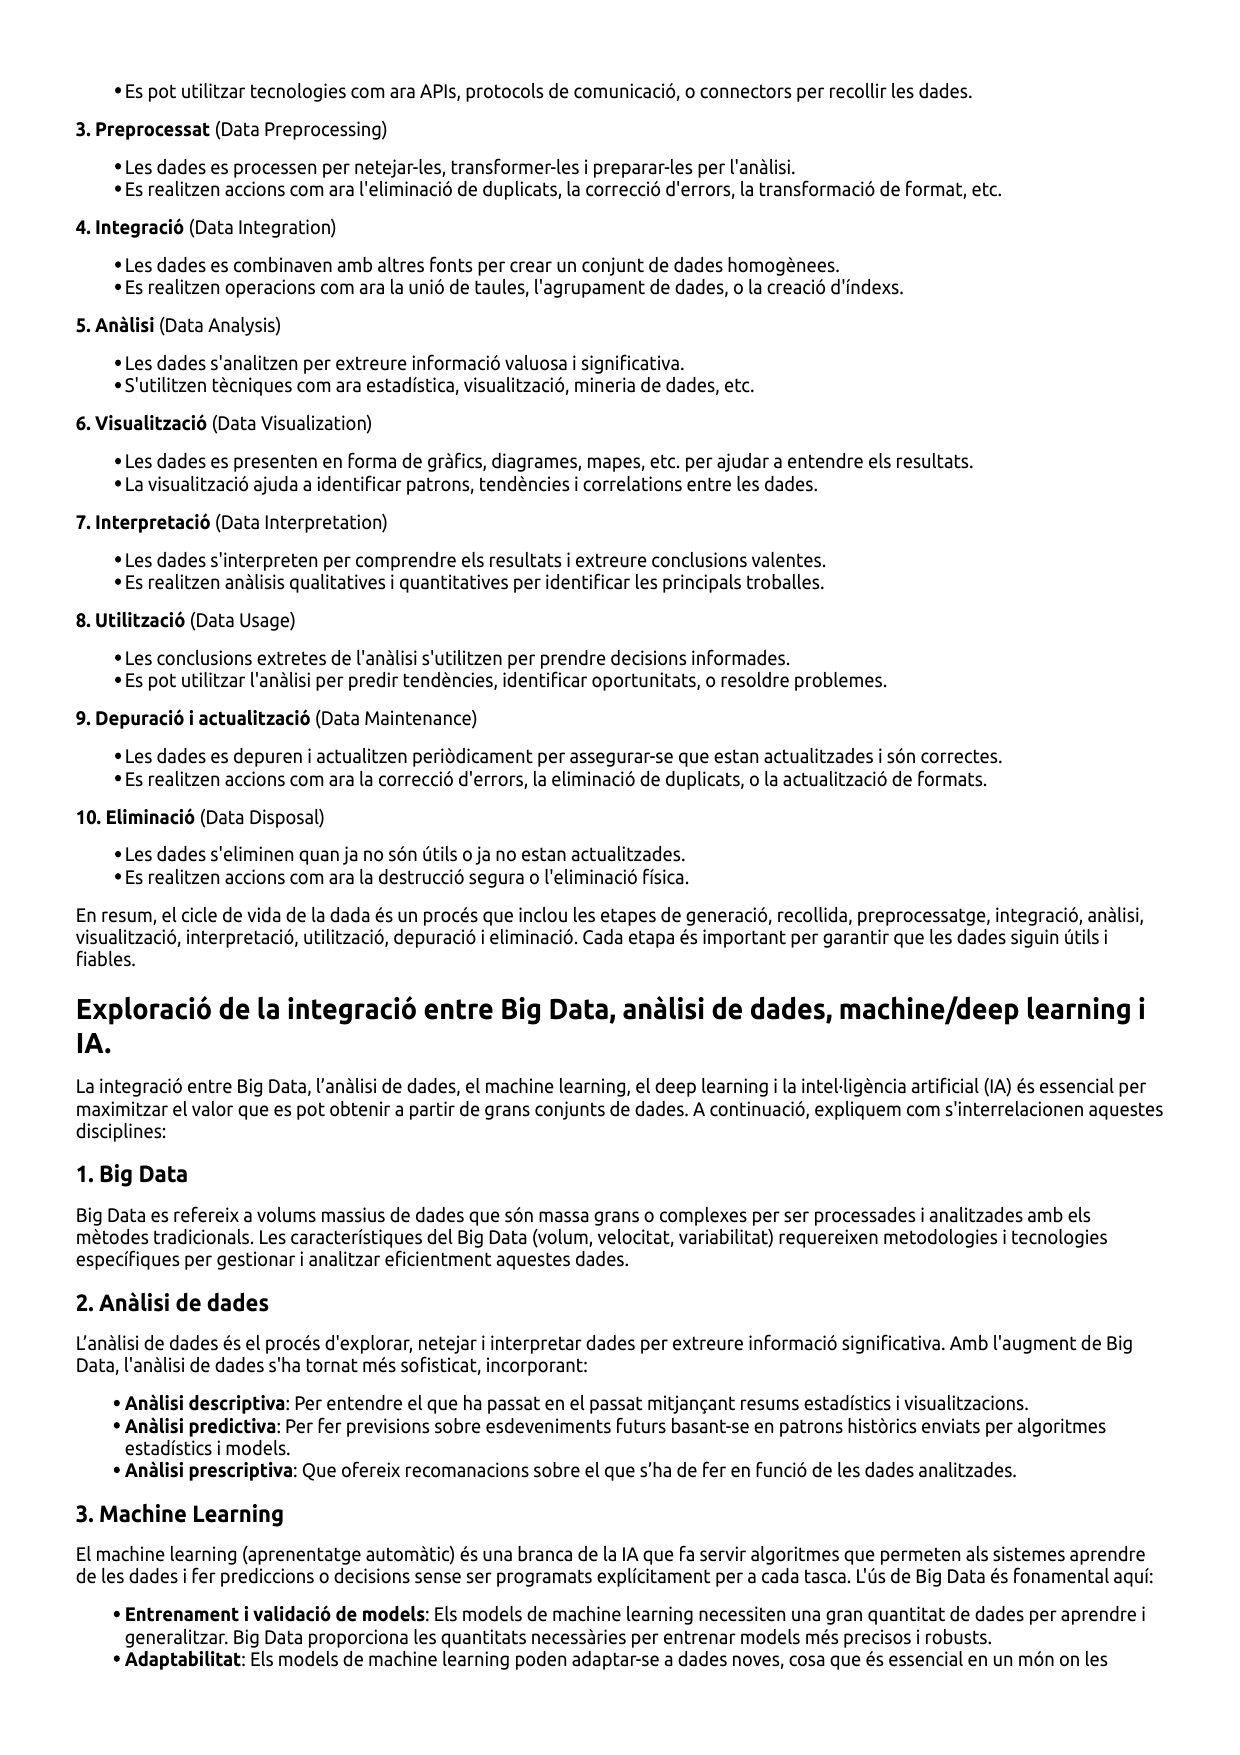 • Es pot utilitzar tecnologies com ara APIs, protocols de comunicació, o connectors per recollir les dades.
3. Preprocessat (Data Preprocessing)
• Les dades es processen per netejar-les, transformer-les i preparar-les per l'anàlisi.
• Es realitzen accions com ara l'eliminació de duplicats, la correcció d'errors, la transformació de format, etc.
4. Integració (Data Integration)
• Les dades es combinaven amb altres fonts per crear un conjunt de dades homogènees.
• Es realitzen operacions com ara la unió de taules, l'agrupament de dades, o la creació d'índexs.
5. Anàlisi (Data Analysis)
• Les dades s'analitzen per extreure informació valuosa i significativa.
• S'utilitzen tècniques com ara estadística, visualització, mineria de dades, etc.
6. Visualització (Data Visualization)
• Les dades es presenten en forma de gràfics, diagrames, mapes, etc. per ajudar a entendre els resultats.
• La visualització ajuda a identificar patrons, tendències i correlations entre les dades.
7. Interpretació (Data Interpretation)
• Les dades s'interpreten per comprendre els resultats i extreure conclusions valentes.
• Es realitzen anàlisis qualitatives i quantitatives per identificar les principals troballes.
8. Utilització (Data Usage)
• Les conclusions extretes de l'anàlisi s'utilitzen per prendre decisions informades.
• Es pot utilitzar l'anàlisi per predir tendències, identificar oportunitats, o resoldre problemes.
9. Depuració i actualització (Data Maintenance)
• Les dades es depuren i actualitzen periòdicament per assegurar-se que estan actualitzades i són correctes.
• Es realitzen accions com ara la correcció d'errors, la eliminació de duplicats, o la actualització de formats.
10. Eliminació (Data Disposal)
• Les dades s'eliminen quan ja no són útils o ja no estan actualitzades.
• Es realitzen accions com ara la destrucció segura o l'eliminació física.
En resum, el cicle de vida de la dada és un procés que inclou les etapes de generació, recollida, preprocessatge, integració, anàlisi,
visualització, interpretació, utilització, depuració i eliminació. Cada etapa és important per garantir que les dades siguin útils i
fiables.
Exploració de la integració entre Big Data, anàlisi de dades, machine/deep learning i
IA.
La integració entre Big Data, l’anàlisi de dades, el machine learning, el deep learning i la intel·ligència artificial (IA) és essencial per
maximitzar el valor que es pot obtenir a partir de grans conjunts de dades. A continuació, expliquem com s'interrelacionen aquestes
disciplines:
1. Big Data
Big Data es refereix a volums massius de dades que són massa grans o complexes per ser processades i analitzades amb els
mètodes tradicionals. Les característiques del Big Data (volum, velocitat, variabilitat) requereixen metodologies i tecnologies
específiques per gestionar i analitzar eficientment aquestes dades.
2. Anàlisi de dades
L’anàlisi de dades és el procés d'explorar, netejar i interpretar dades per extreure informació significativa. Amb l'augment de Big
Data, l'anàlisi de dades s'ha tornat més sofisticat, incorporant:
• Anàlisi descriptiva: Per entendre el que ha passat en el passat mitjançant resums estadístics i visualitzacions.
• Anàlisi predictiva: Per fer previsions sobre esdeveniments futurs basant-se en patrons històrics enviats per algoritmes
estadístics i models.
• Anàlisi prescriptiva: Que ofereix recomanacions sobre el que s’ha de fer en funció de les dades analitzades.
3. Machine Learning
El machine learning (aprenentatge automàtic) és una branca de la IA que fa servir algoritmes que permeten als sistemes aprendre
de les dades i fer prediccions o decisions sense ser programats explícitament per a cada tasca. L'ús de Big Data és fonamental aquí:
• Entrenament i validació de models: Els models de machine learning necessiten una gran quantitat de dades per aprendre i
generalitzar. Big Data proporciona les quantitats necessàries per entrenar models més precisos i robusts.
• Adaptabilitat: Els models de machine learning poden adaptar-se a dades noves, cosa que és essencial en un món on les